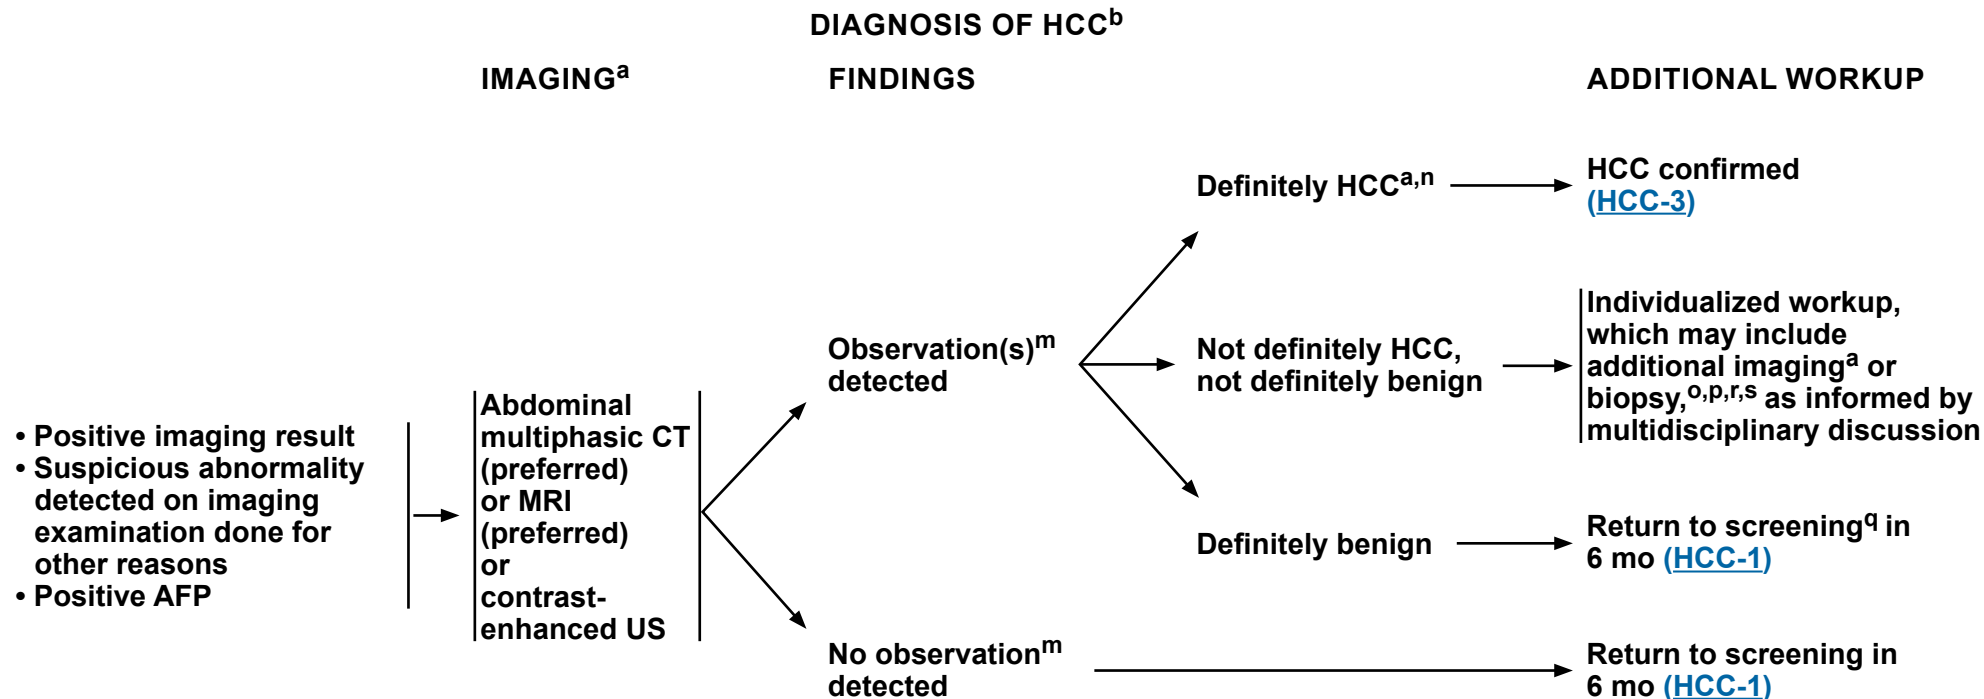 DIAGNOSIS OF HCCb
IMAGINGa
FINDINGS
ADDITIONAL WORKUP
• Positive imaging result
• Suspicious abnormality
detected on imaging
examination done for
other reasons
• Positive AFP
Abdominal
multiphasic CT
(preferred)
or MRI
(preferred)
or
contrast-
enhanced US
Observation(s)m
detected
Definitely HCCa,n
HCC confirmed
(HCC-3)
Not definitely HCC,
not definitely benign
Individualized workup,
which may include
additional imaginga or
biopsy,o,p,r,s as informed by
multidisciplinary discussion
Definitely benign
Return to screeningq in
6 mo (HCC-1)
No observationm
detected
Return to screening in
6 mo (HCC-1)